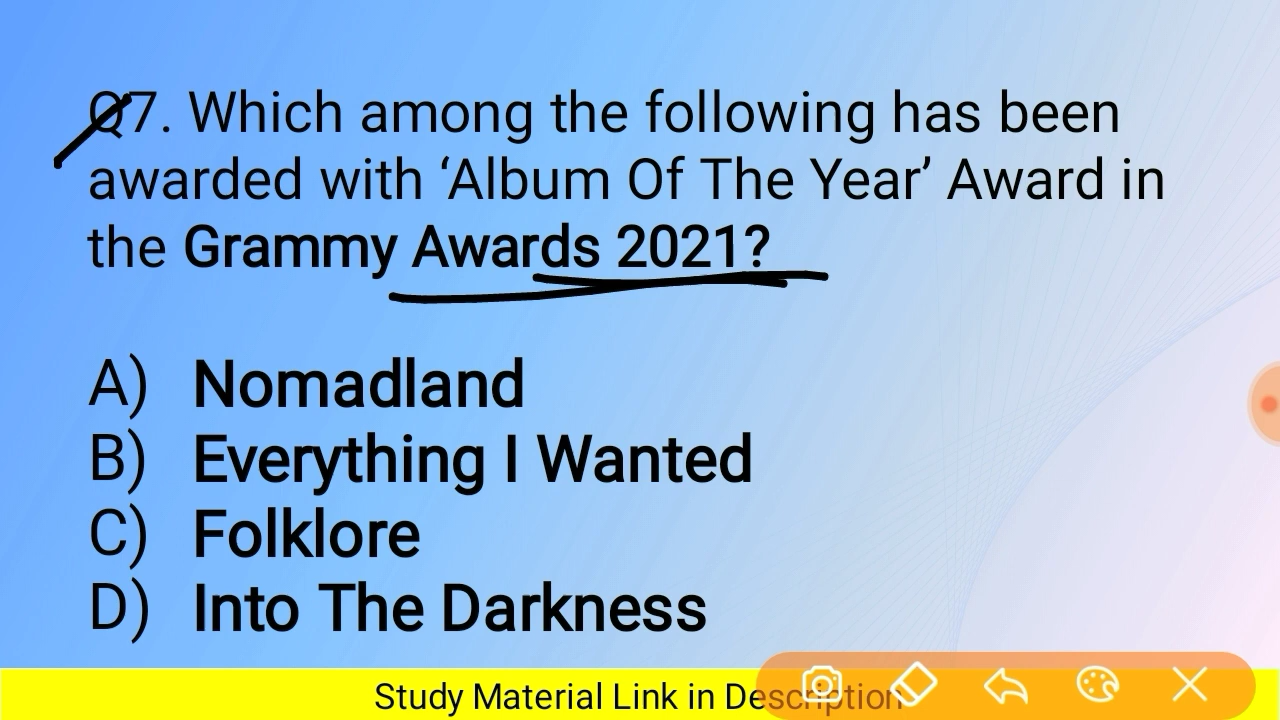 Q7. Which among the following has been
awarded with ‘Album Of The Year’ Award in
the Grammy Awards 2021?
A) Nomadland
B) Everything I Wanted
C) Folklore
D) Into The Darkness
Study Material Link in Description